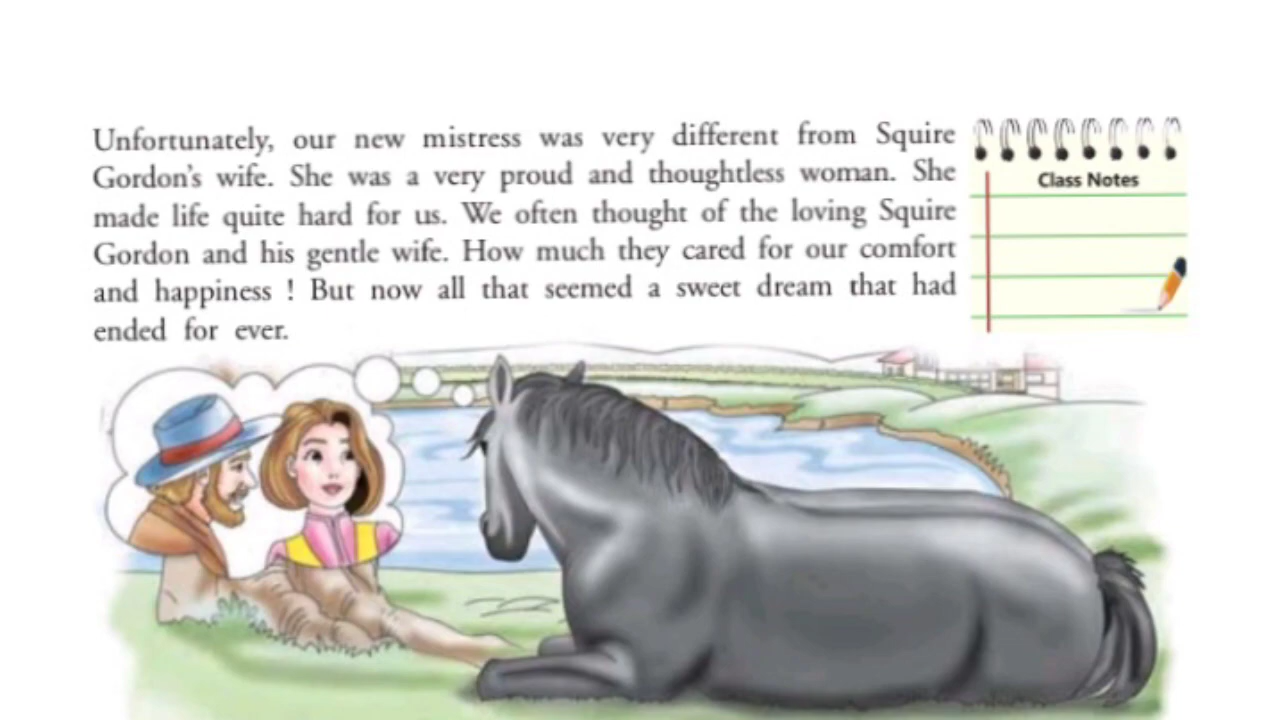 Unfortunately, our new mistress was very different from Squire
Gordon's wife. She was a very proud and thoughtless woman. She
made life quite hard for us. We often thought of the loving Squire
Gordon and his gentle wife. How much they cared for our comfort
and happiness ! But now all that seemed a sweet dream that had
ended for ever.
Class Notes